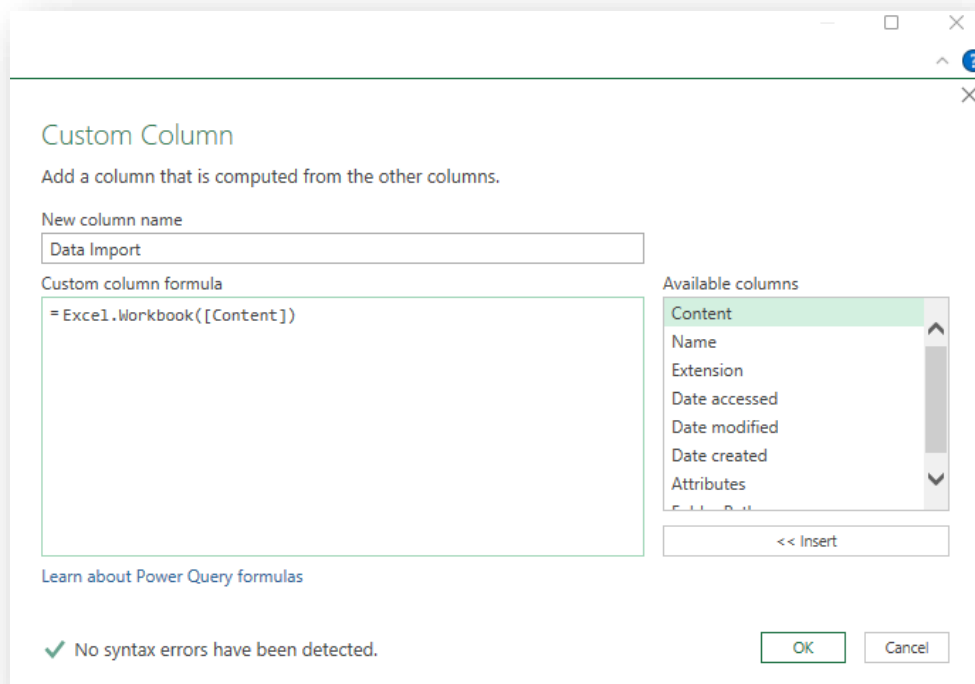 ?
Custom Column
Add a column that is computed from the other columns.
New column name
Data Import
Custom column formula
Available columns
=Excel.Workbook([Content])
Content
Name
Extension
Date accessed
Date modified
Date created
Attributes
<< Insert
Learn about Power Query formulas
No syntax errors have been detected.
OK
Cancel